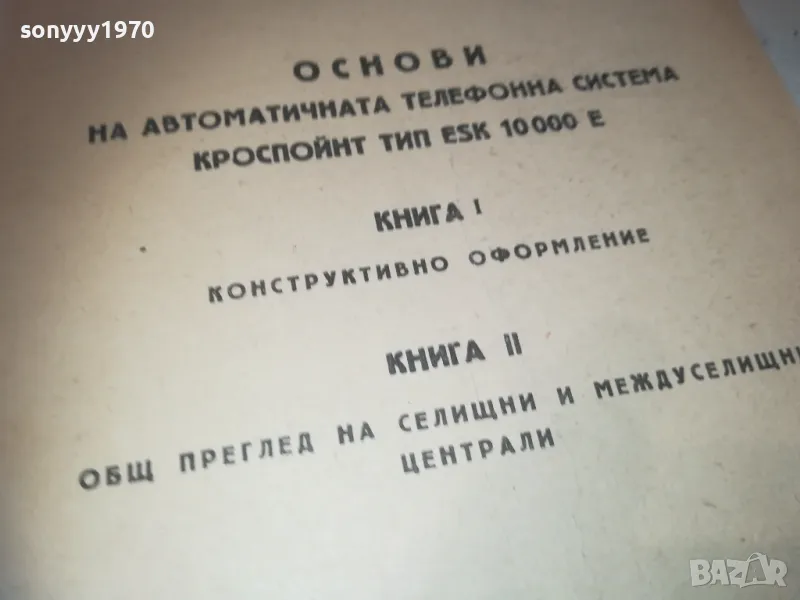 sonyyy1970
ОСНОВИ
НА АВТОМАТИЧНАТА ТЕЛЕФОННА СИСТЕМА
КРОСПОЙНТ ТИП ESK 10 000 E
КНИГА I
КОНСТРУКТИВНО ОФОРМЛЕНИЕ
КНИГА II
ОБЩ ПРЕГЛЕД НА СЕЛИЩНИ И МЕЖДУСЕЛИЩНИ
ЦЕНТРАЛИ
BAZAR